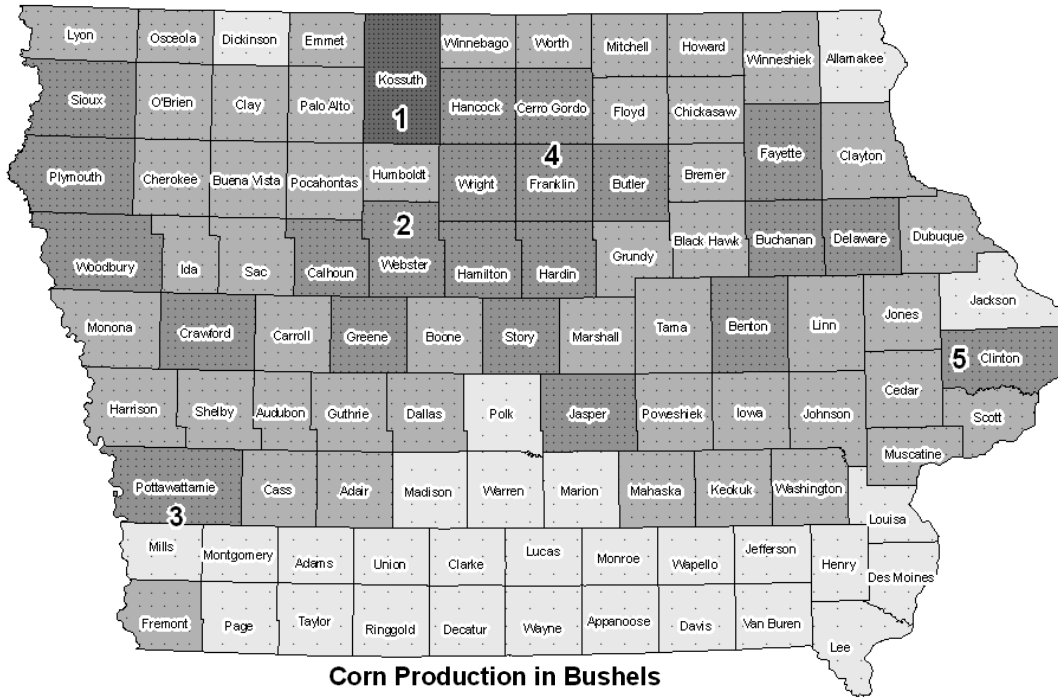 Lyon Osceola Dickinson Emmet Kossuth Winnebago Worth Mitchell Howard Winneshiek Allamakee
Sioux O'Brien Clay Palo Alto 1 Hancock Cerro Gordo Floyd Chickasaw Fayette Clayton
Plymouth Cherokee Buena Vista Pocahontas Humboldt Wright 4 Franklin Butler Bremer
Woodbury Ida Sac Calhoun 2 Webster Hamilton Hardin Grundy Black Hawk Buchanan Delaware Dubuque
Monona Crawford Carroll Greene Boone Story Marshall Tama Benton Linn Jones Jackson
5 Clinton
Harrison Shelby Audubon Guthrie Dallas Polk Jasper Poweshiek Iowa Johnson Cedar Scott
Muscatine
Pottawattamie 3 Cass Adair Madison Warren Marion Mahaska Keokuk Washington Louisa
Mills Montgomery Adams Union Clarke Lucas Monroe Wapello Jefferson Henry Des Moines
Fremont Page Taylor Ringgold Decatur Wayne Appanoose Davis Van Buren Lee
Corn Production in Bushels